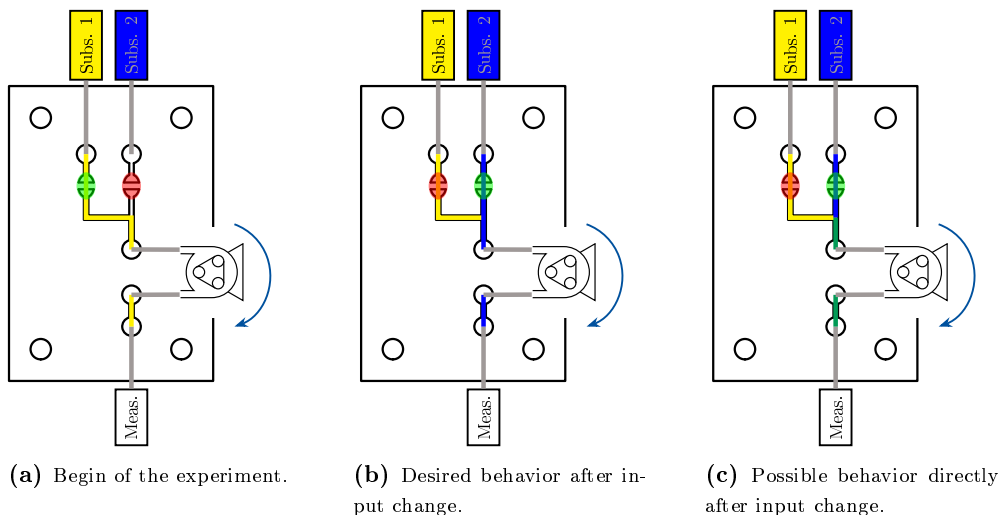 Subs. 1
Subs. 2
Subs. 1
Subs. 2
Subs. 1
Subs. 2
Meas.
Meas.
Meas.
(a) Begin of the experiment.
(b) Desired behavior after in-
put change.
(c) Possible behavior directly
after input change.